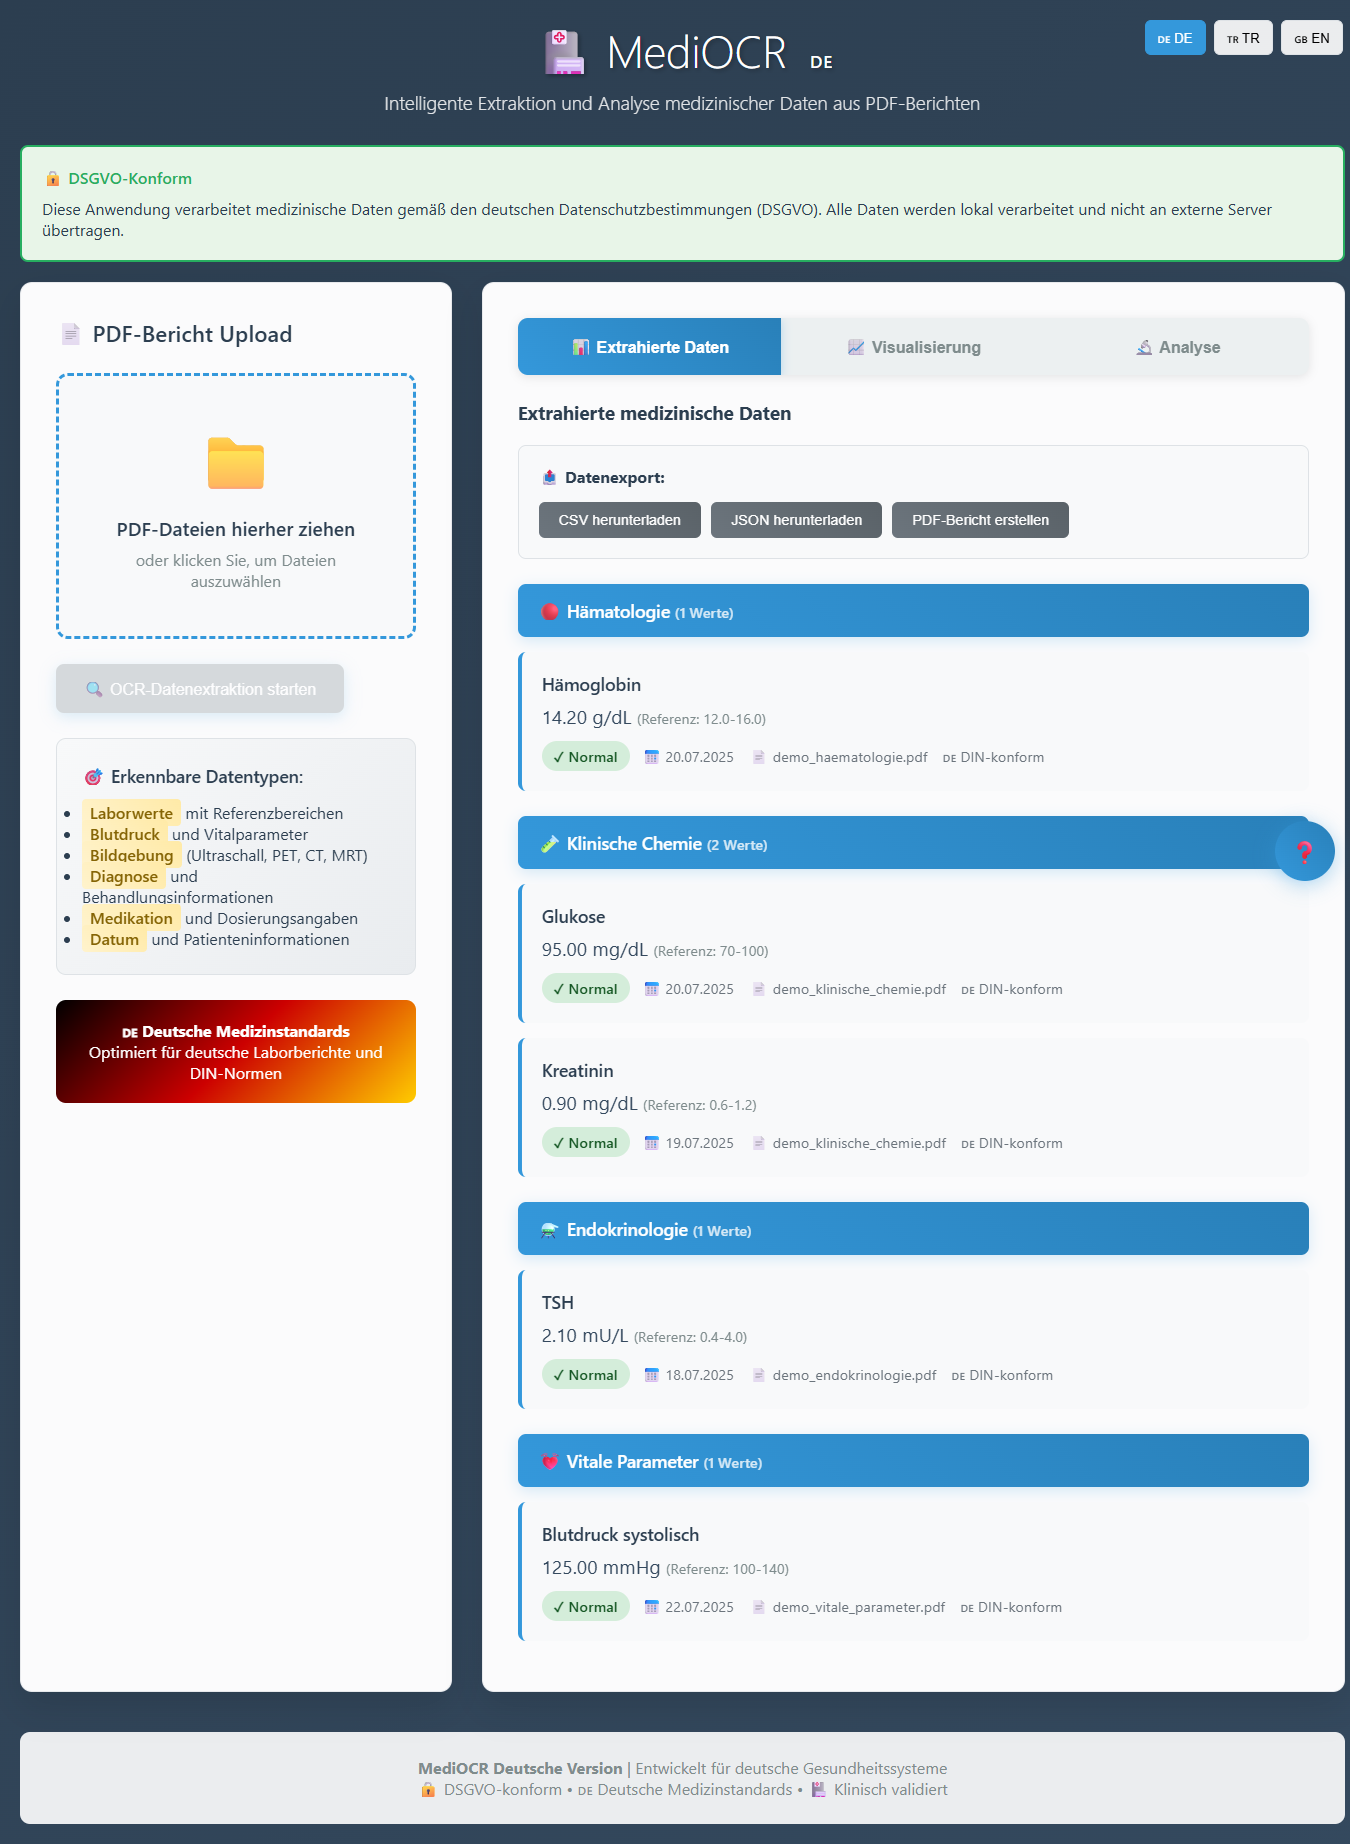 MediOCR DE
DE DE
TR TR
GB EN
Intelligente Extraktion und Analyse medizinischer Daten aus PDF-Berichten
DSGVO-Konform
Diese Anwendung verarbeitet medizinische Daten gemäß den deutschen Datenschutzbestimmungen (DSGVO). Alle Daten werden lokal verarbeitet und nicht an externe Server
übertragen.
PDF-Bericht Upload
PDF-Dateien hierher ziehen
oder klicken Sie, um Dateien
auszuwählen
OCR-Datenextraktion starten
Erkennbare Datentypen:
• Laborwerte mit Referenzbereichen
• Blutdruck und Vitalparameter
• Bildgebung (Ultraschall, PET, CT, MRT)
• Diagnose und
Behandlungsinformationen
• Medikation und Dosierungsangaben
• Datum und Patienteninformationen
DE Deutsche Medizinstandards
Optimiert für deutsche Laborberichte und
DIN-Normen
Extrahierte Daten
Visualisierung
Analyse
Extrahierte medizinische Daten
Datenexport:
CSV herunterladen
JSON herunterladen
PDF-Bericht erstellen
Hämatologie (1 Werte)
Hämoglobin
14.20 g/dL (Referenz: 12.0-16.0)
✓ Normal 20.07.2025 demo_haematologie.pdf DE DIN-konform
Klinische Chemie (2 Werte)
❓
Glukose
95.00 mg/dL (Referenz: 70-100)
✓ Normal 20.07.2025 demo_klinische_chemie.pdf DE DIN-konform
Kreatinin
0.90 mg/dL (Referenz: 0.6-1.2)
✓ Normal 19.07.2025 demo_klinische_chemie.pdf DE DIN-konform
Endokrinologie (1 Werte)
TSH
2.10 mU/L (Referenz: 0.4-4.0)
✓ Normal 18.07.2025 demo_endokrinologie.pdf DE DIN-konform
Vitale Parameter (1 Werte)
Blutdruck systolisch
125.00 mmHg (Referenz: 100-140)
✓ Normal 22.07.2025 demo_vitale_parameter.pdf DE DIN-konform
MediOCR Deutsche Version | Entwickelt für deutsche Gesundheitssysteme
DSGVO-konform • DE Deutsche Medizinstandards • Klinisch validiert